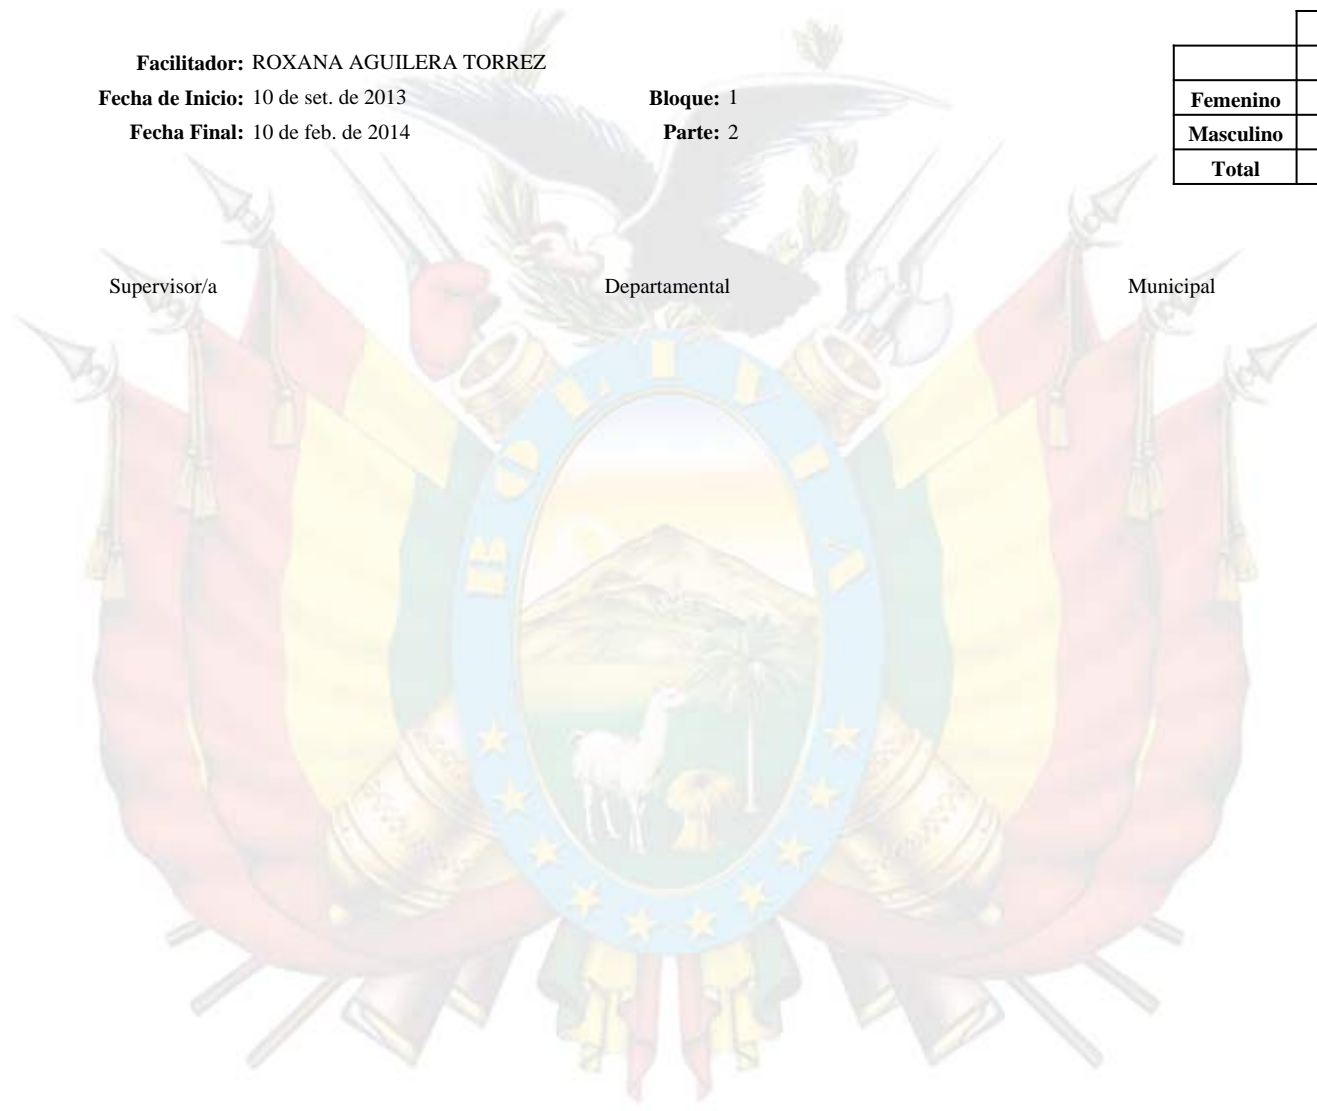 Facilitador: ROXANA AGUILERA TORREZ
Fecha de Inicio: 10 de set. de 2013 Bloque: 1
Fecha Final: 10 de feb. de 2014 Parte: 2
Femenino
Masculino
Total
Supervisor/a Departamental Municipal
BOLIVIA